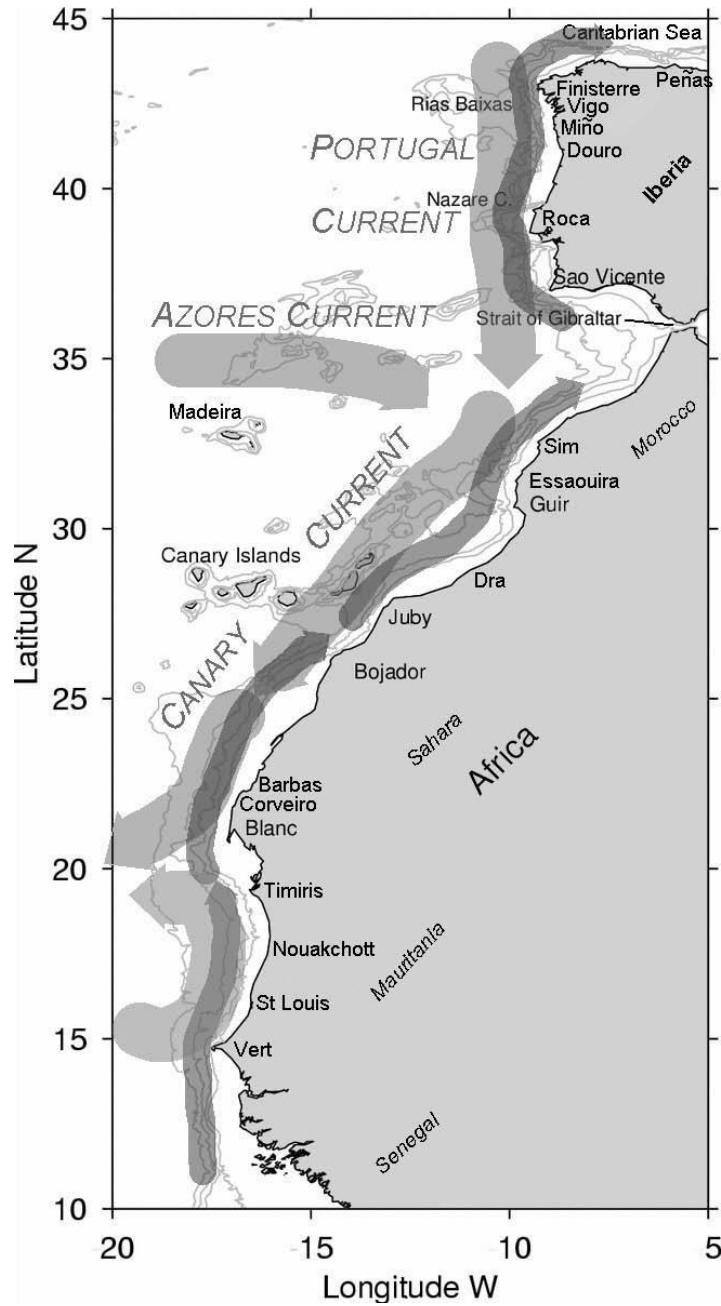 45
40
35
30
25
20
15
10
Latitude N
-20
-15
-10
-5
Longitude W
Cantabrian Sea
Peñas
Finisterre
Rias Baixas
Vigo
Miño
PORTUGAL
Douro
Iberia
Nazare C.
CURRENT
Roca
Sao Vicente
AZORES CURRENT
Strait of Gibraltar
Madeira
Morocco
Sim
CURRENT
Essaouira
Guir
Canary Islands
Dra
Juby
CANARY
Bojador
Sahara
Africa
Barbas
Corveiro
Blanc
Timiris
Nouakchott
Mauritania
St Louis
Vert
Senegal